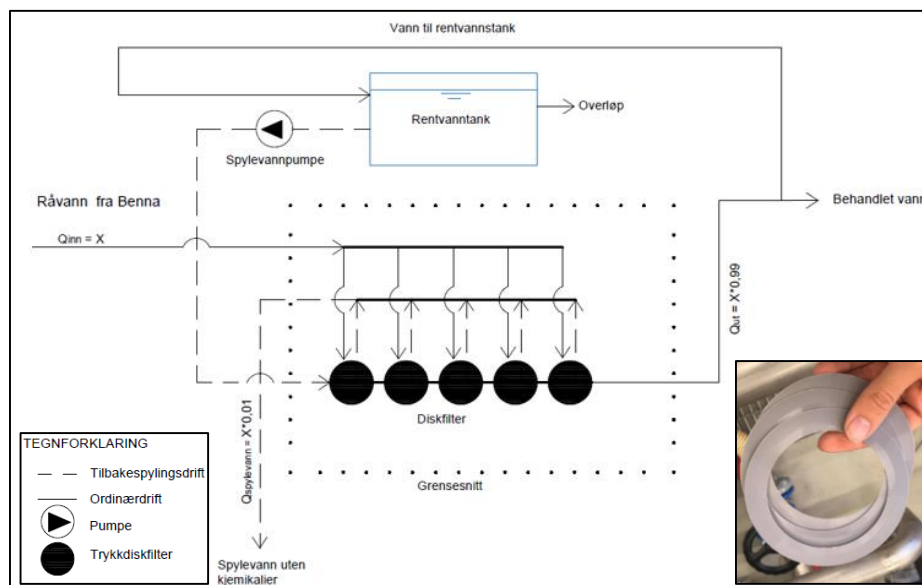 Vann til rentvannstank
Rentvanntank
Overløp
Spylevannpumpe
Råvann fra Benna
Qinn = X
Behandlet vann
Qut = X*0,99
Diskfilter
Qspylevann = X*0,01
Grensesnitt
Spylevann uten
kjemikalier
TEGNFORKLARING
Tilbakespylingsdrift
Ordinærdrift
Pumpe
Trykkdiskfilter